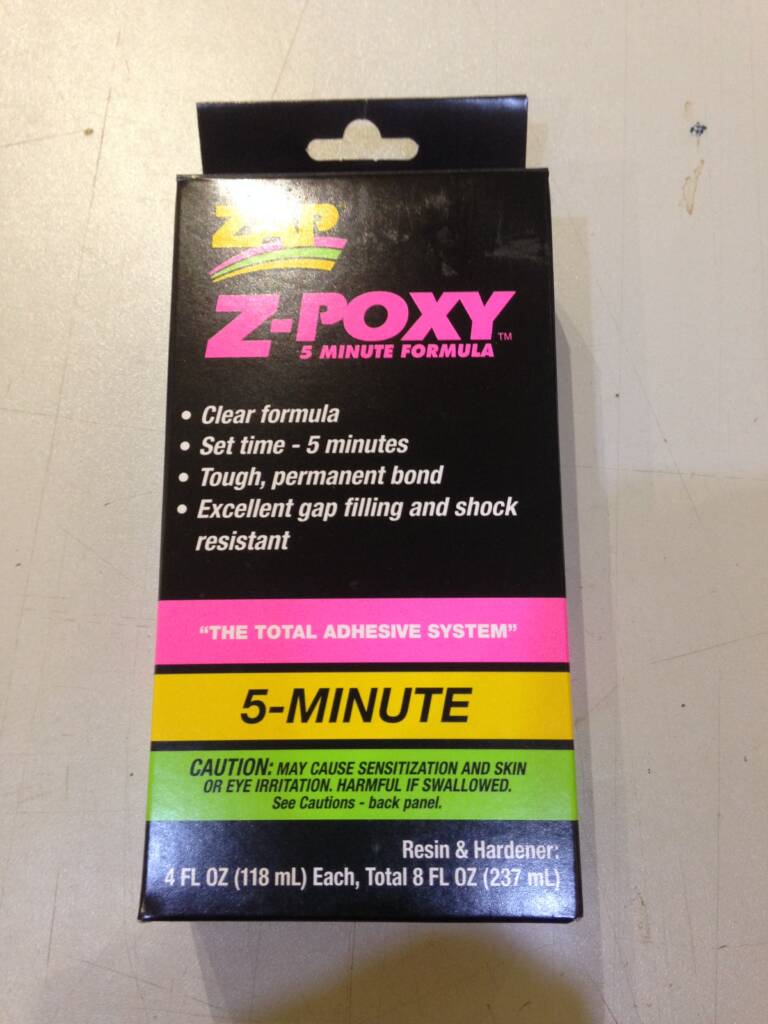 ZAP
Z-POXY™
5 MINUTE FORMULA
• Clear formula
• Set time - 5 minutes
• Tough, permanent bond
• Excellent gap filling and shock
resistant
“THE TOTAL ADHESIVE SYSTEM”
5-MINUTE
CAUTION: MAY CAUSE SENSITIZATION AND SKIN
OR EYE IRRITATION. HARMFUL IF SWALLOWED.
See Cautions - back panel.
Resin & Hardener:
4 FL OZ (118 mL) Each, Total 8 FL OZ (237 mL)